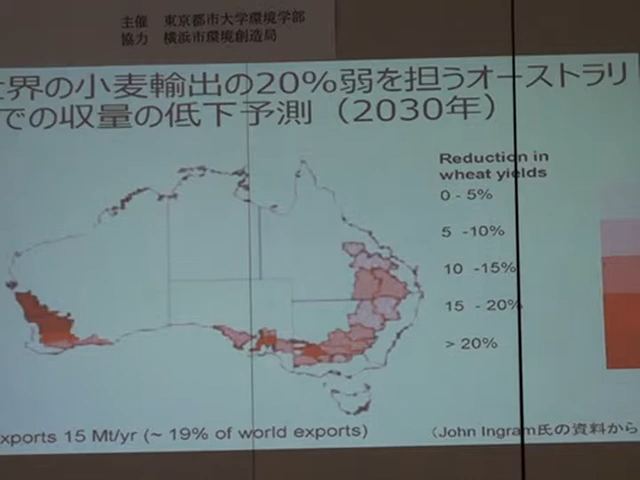 主催 東京都市大学環境学部
協力 横浜市環境創造局
界の小麦輸出の20%弱を担うオーストラリ
での収量の低下予測（2030年）
Reduction in
wheat yields
0 - 5%
5 -10%
10 -15%
15 - 20%
> 20%
xports 15 Mt/yr (~ 19% of world exports)
（John Ingram氏の資料から